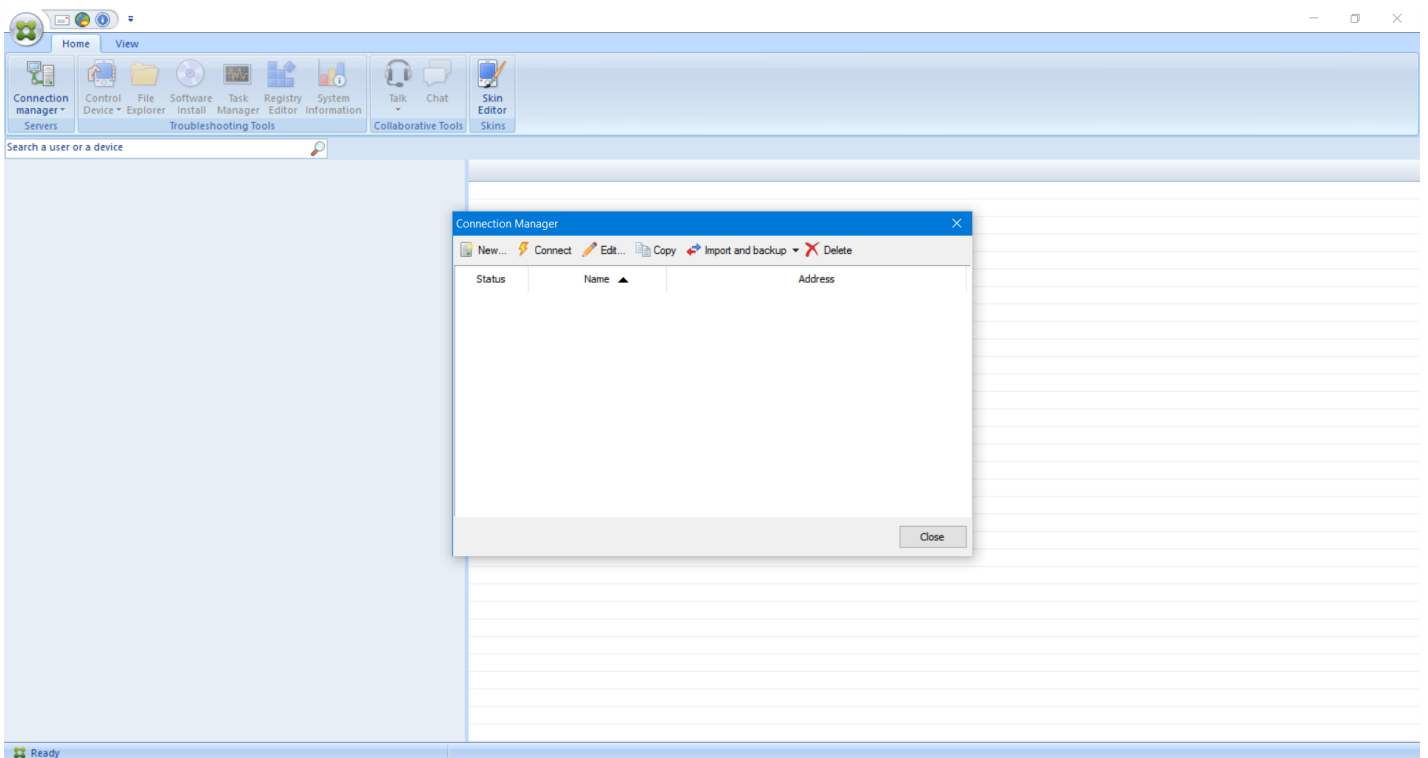 Home View
Connection manager
Control Device
File Explorer
Software Install
Task Manager
Registry Editor
System Information
Talk
Chat
Skin Editor
Servers
Troubleshooting Tools
Collaborative Tools
Skins
Search a user or a device
Connection Manager
New... Connect Edit... Copy Import and backup Delete
Status Name Address
Close
Ready